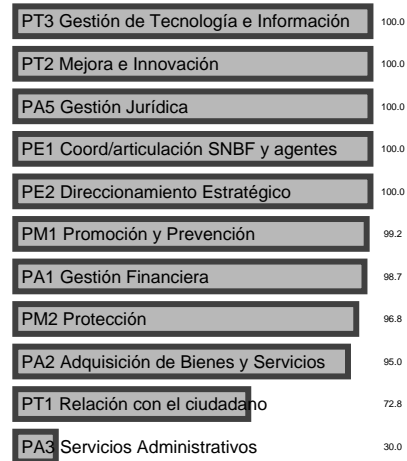 PT3 Gestión de Tecnología e Información 100.0
PT2 Mejora e Innovación 100.0
PA5 Gestión Jurídica 100.0
PE1 Coord/articulación SNBF y agentes 100.0
PE2 Direccionamiento Estratégico 100.0
PM1 Promoción y Prevención 99.2
PA1 Gestión Financiera 98.7
PM2 Protección 96.8
PA2 Adquisición de Bienes y Servicios 95.0
PT1 Relación con el ciudadano 72.8
PA3 Servicios Administrativos 30.0